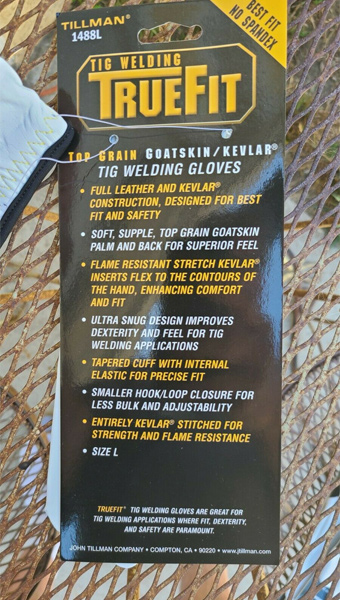 TILLMAN®
1488L
BEST FIT
NO SPANDEX
TIG WELDING
TRUEFIT
TOP GRAIN GOATSKIN/KEVLAR®
TIG WELDING GLOVES
• FULL LEATHER AND KEVLAR®
CONSTRUCTION, DESIGNED FOR BEST
FIT AND SAFETY
• SOFT, SUPPLE, TOP GRAIN GOATSKIN
PALM AND BACK FOR SUPERIOR FEEL
• FLAME RESISTANT STRETCH KEVLAR®
INSERTS FLEX TO THE CONTOURS OF
THE HAND, ENHANCING COMFORT
AND FIT
• ULTRA SNUG DESIGN IMPROVES
DEXTERITY AND FEEL FOR TIG
WELDING APPLICATIONS
• TAPERED CUFF WITH INTERNAL
ELASTIC FOR PRECISE FIT
• SMALLER HOOK/LOOP CLOSURE FOR
LESS BULK AND ADJUSTABILITY
• ENTIRELY KEVLAR® STITCHED FOR
STRENGTH AND FLAME RESISTANCE
• SIZE L
TRUEFIT™ TIG WELDING GLOVES ARE GREAT FOR
TIG WELDING APPLICATIONS WHERE FIT, DEXTERITY,
AND SAFETY ARE PARAMOUNT.
JOHN TILLMAN COMPANY • COMPTON, CA • 90220 • www.jtillman.com